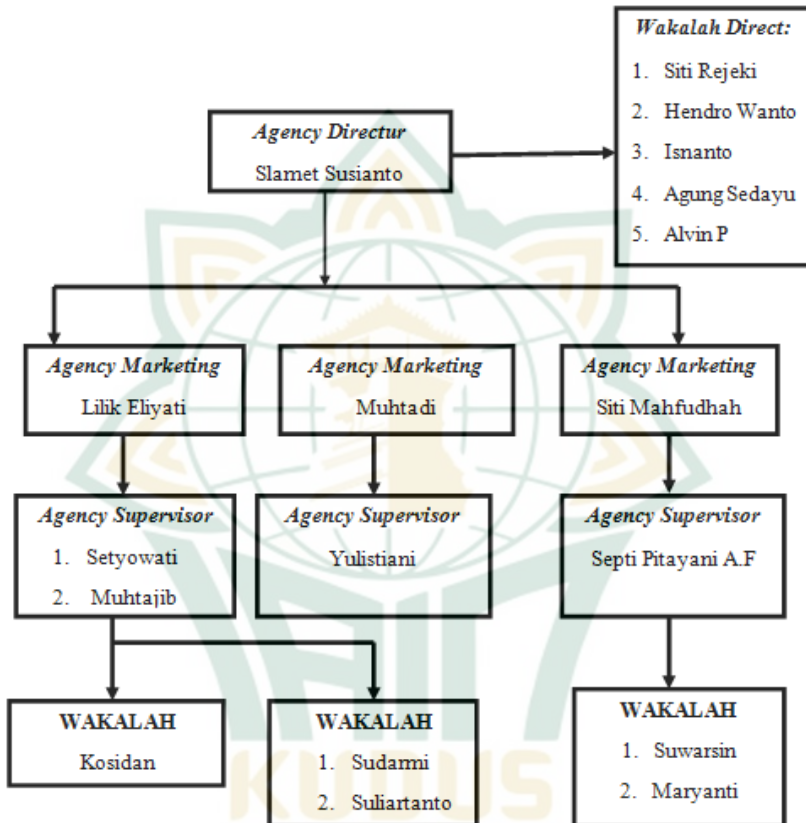 Wakalah Direct:
1. Siti Rejeki
2. Hendro Wanto
3. Isnanto
4. Agung Sedayu
5. Alvin P
Agency Directur
Slamet Susianto
Agency Marketing
Lilik Eliyati
Agency Marketing
Muhtadi
Agency Marketing
Siti Mahfudhah
Agency Supervisor
1. Setyowati
2. Muhtajib
Agency Supervisor
Yulistiani
Agency Supervisor
Septi Pitayani A.F
WAKALAH
Kosidan
WAKALAH
1. Sudarmi
2. Suliartanto
WAKALAH
1. Suwarsin
2. Maryanti
IAIN
KUDUS